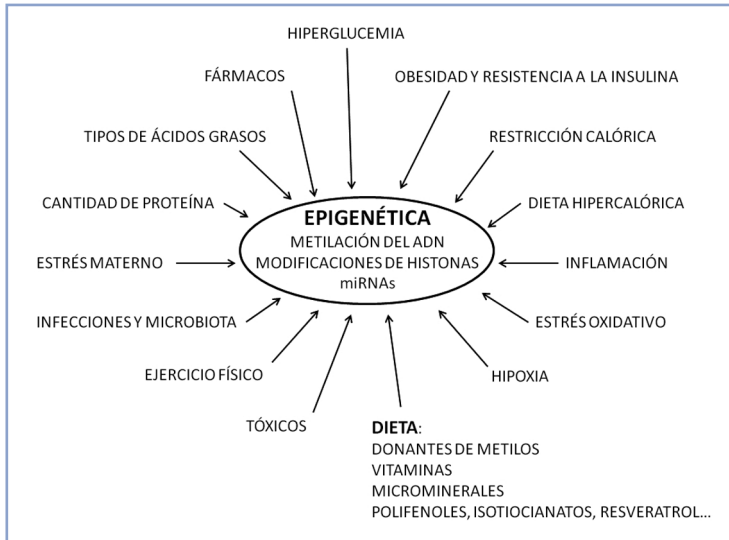 HIPERGLUCEMIA
FÁRMACOS
OBESIDAD Y RESISTENCIA A LA INSULINA
TIPOS DE ÁCIDOS GRASOS
RESTRICCIÓN CALÓRICA
CANTIDAD DE PROTEÍNA
DIETA HIPERCALÓRICA
EPIGENÉTICA
METILACIÓN DEL ADN
MODIFICACIONES DE HISTONAS
miRNAs
ESTRÉS MATERNO
INFLAMACIÓN
INFECCIONES Y MICROBIOTA
ESTRÉS OXIDATIVO
EJERCICIO FÍSICO
HIPOXIA
TÓXICOS
DIETA:
DONANTES DE METILOS
VITAMINAS
MICROMINERALES
POLIFENOLES, ISOTIOCIANATOS, RESVERATROL...